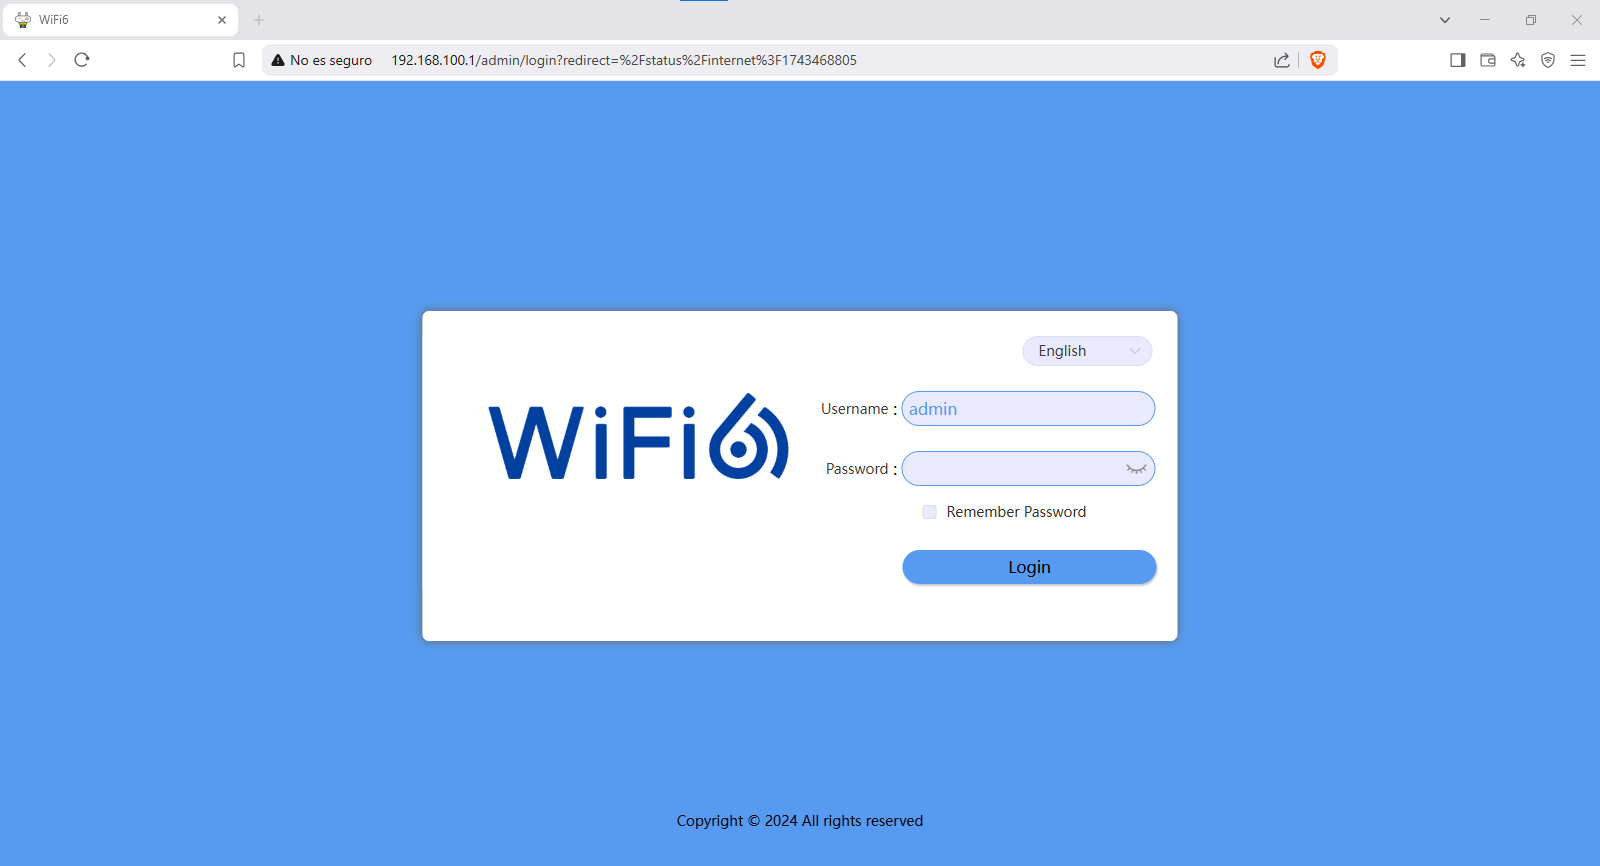 WiFi6
No es seguro 192.168.100.1/admin/login?redirect=%2Fstatus%2Finternet%3F1743468805
English
WiFi6
Username : admin
Password :
Remember Password
Login
Copyright © 2024 All rights reserved